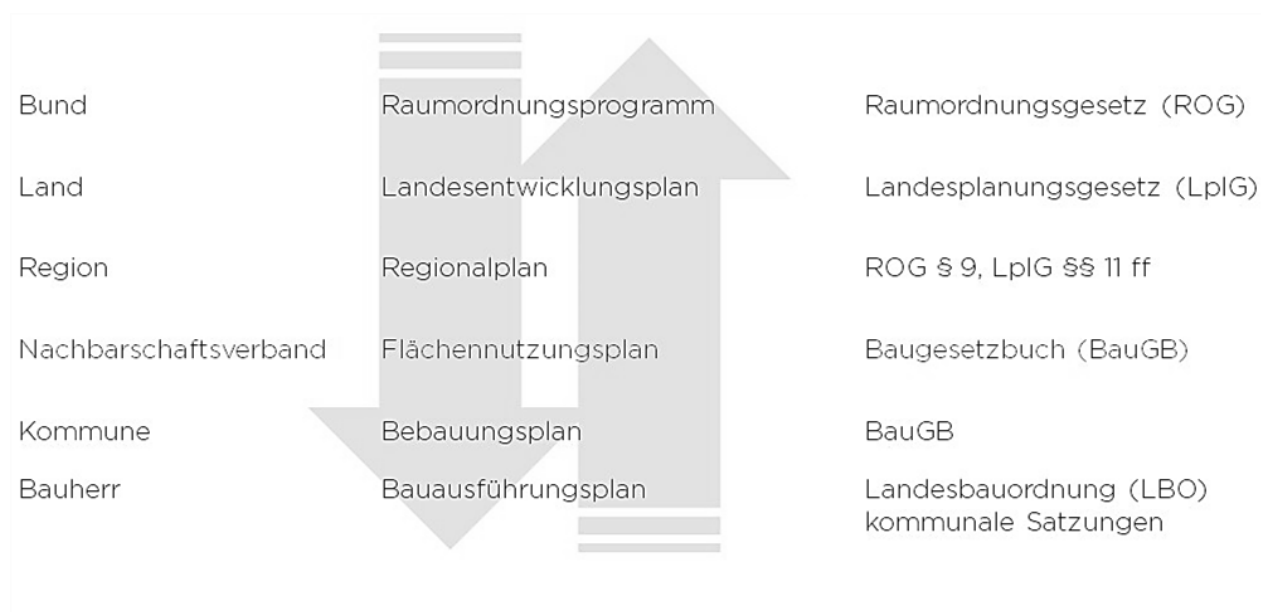 Bund Raumordnungsprogramm Raumordnungsgesetz (ROG)
Land Landesentwicklungsplan Landesplanungsgesetz (LplG)
Region Regionalplan ROG § 9, LplG §§ 11 ff
Nachbarschaftsverband Flächennutzungsplan Baugesetzbuch (BauGB)
Kommune Bebauungsplan BauGB
Bauherr Bauausführungsplan Landesbauordnung (LBO)
kommunale Satzungen